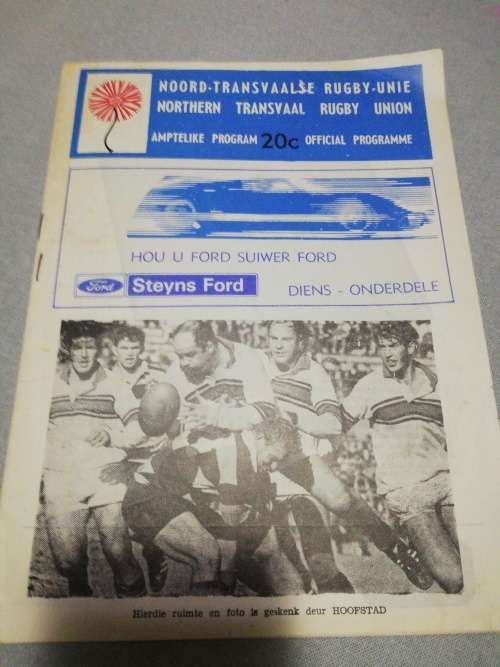 NOORD-TRANSVAALSE RUGBY-UNIE
NORTHERN TRANSVAAL RUGBY UNION
AMPTELIKE PROGRAM 20c OFFICIAL PROGRAMME
HOU U FORD SUIWER FORD
Ford Steyns Ford DIENS - ONDERDELE
Hierdie ruimte en foto is geskenk deur HOOFSTAD